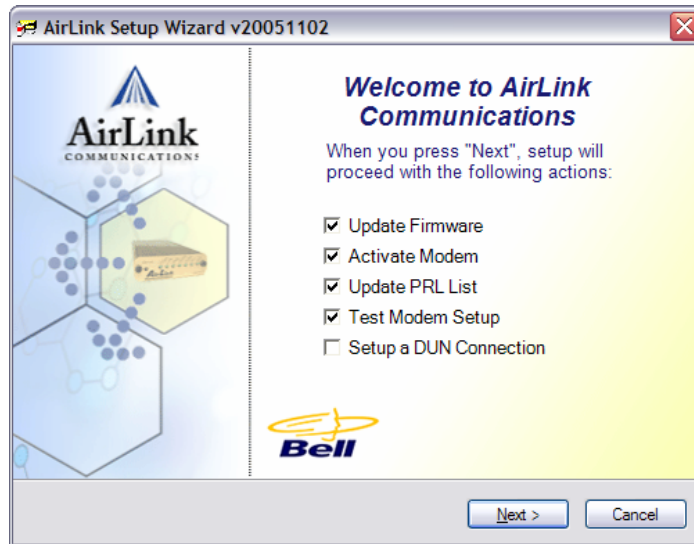 AirLink Setup Wizard v20051102
AirLink
COMMUNICATIONS
AirLink
Welcome to AirLink
Communications
When you press "Next", setup will
proceed with the following actions:
Update Firmware
Activate Modem
Update PRL List
Test Modem Setup
Setup a DUN Connection
Bell
Next >
Cancel